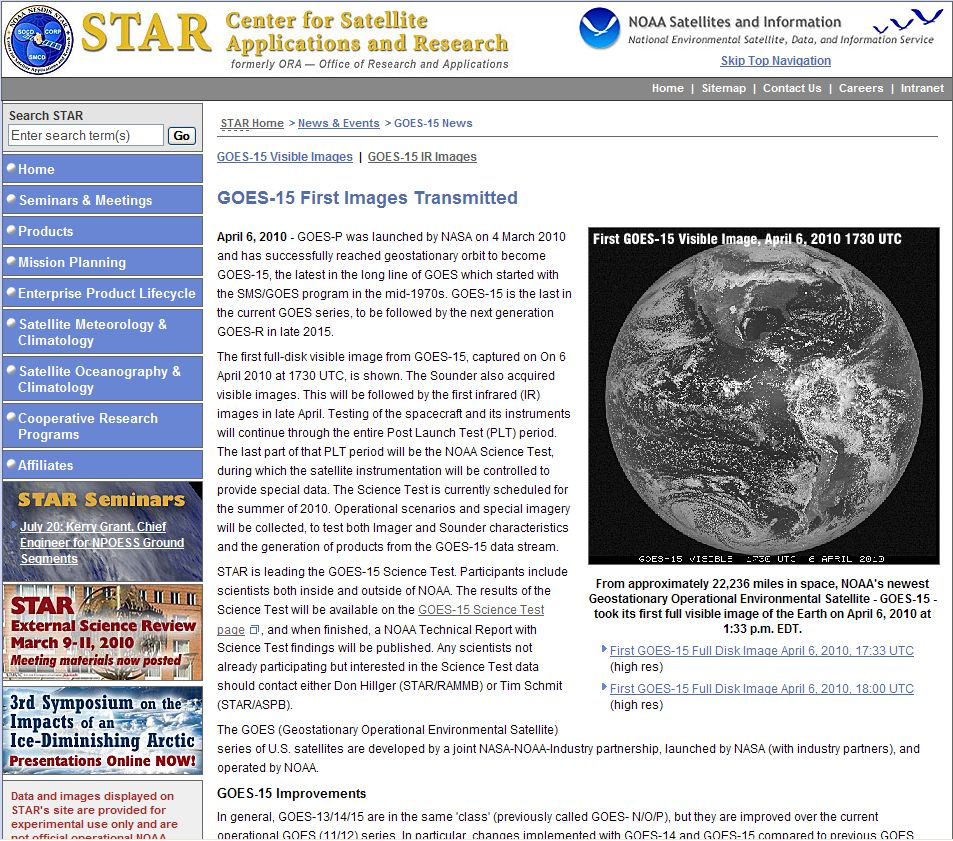 NOAA NESDIS STAR
SOCD CORP
SMCD
STAR Center for Satellite
Applications and Research
formerly ORA — Office of Research and Applications
NOAA Satellites and Information
National Environmental Satellite, Data, and Information Service
Skip Top Navigation
Home | Sitemap | Contact Us | Careers | Intranet
Search STAR
Enter search term(s) Go
Home
Seminars & Meetings
Products
Mission Planning
Enterprise Product Lifecycle
Satellite Meteorology &
Climatology
Satellite Oceanography &
Climatology
Cooperative Research
Programs
Affiliates
STAR Seminars
July 20: Kerry Grant, Chief
Engineer for NPOESS Ground
Segments
STAR
External Science Review
March 9-11, 2010
Meeting materials now posted
3rd Symposium on the
Impacts of an
Ice-Diminishing Arctic
Presentations Online NOW!
Data and images displayed on
STAR's site are provided for
experimental use only and are
not official operational NOAA
STAR Home > News & Events > GOES-15 News
GOES-15 Visible Images | GOES-15 IR Images
GOES-15 First Images Transmitted
April 6, 2010 - GOES-P was launched by NASA on 4 March 2010
and has successfully reached geostationary orbit to become
GOES-15, the latest in the long line of GOES which started with
the SMS/GOES program in the mid-1970s. GOES-15 is the last in
the current GOES series, to be followed by the next generation
GOES-R in late 2015.
The first full-disk visible image from GOES-15, captured on On 6
April 2010 at 1730 UTC, is shown. The Sounder also acquired
visible images. This will be followed by the first infrared (IR)
images in late April. Testing of the spacecraft and its instruments
will continue through the entire Post Launch Test (PLT) period.
The last part of that PLT period will be the NOAA Science Test,
during which the satellite instrumentation will be controlled to
provide special data. The Science Test is currently scheduled for
the summer of 2010. Operational scenarios and special imagery
will be collected, to test both Imager and Sounder characteristics
and the generation of products from the GOES-15 data stream.
STAR is leading the GOES-15 Science Test. Participants include
scientists both inside and outside of NOAA. The results of the
Science Test will be available on the GOES-15 Science Test
page , and when finished, a NOAA Technical Report with
Science Test findings will be published. Any scientists not
already participating but interested in the Science Test data
should contact either Don Hillger (STAR/RAMMB) or Tim Schmit
(STAR/ASPB).
The GOES (Geostationary Operational Environmental Satellite)
series of U.S. satellites are developed by a joint NASA-NOAA-Industry partnership, launched by NASA (with industry partners), and
operated by NOAA.
GOES-15 Improvements
In general, GOES-13/14/15 are in the same 'class' (previously called GOES- N/O/P), but they are improved over the current
operational GOES (11/12) series. In particular, changes implemented with GOES-14 and GOES-15 compared to previous GOES
First GOES-15 Visible Image, April 6, 2010 1730 UTC
GOES-15 VISIBLE 1730 UTC 6 APRIL 2010
From approximately 22,236 miles in space, NOAA's newest
Geostationary Operational Environmental Satellite - GOES-15 -
took its first full visible image of the Earth on April 6, 2010 at
1:33 p.m. EDT.
First GOES-15 Full Disk Image April 6, 2010, 17:33 UTC
(high res)
First GOES-15 Full Disk Image April 6, 2010, 18:00 UTC
(high res)